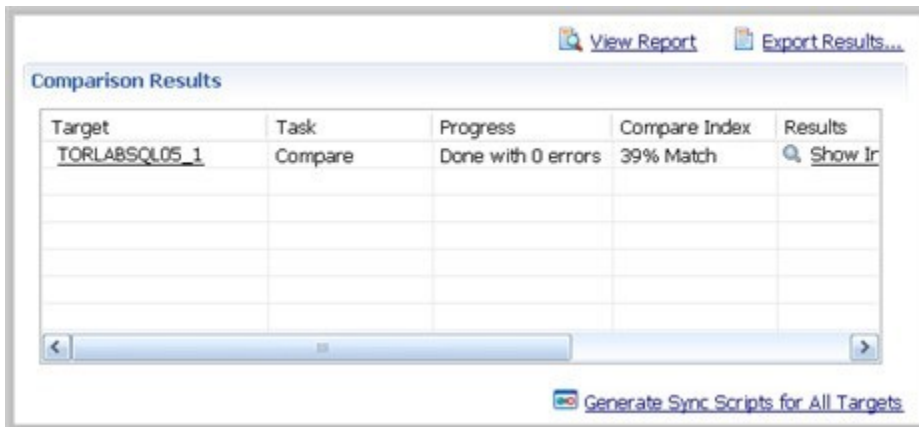 View Report Export Results...
Comparison Results
Target Task Progress Compare Index Results
TORLABSQL05_1 Compare Done with 0 errors 39% Match Show
Generate Sync Scripts for All Targets